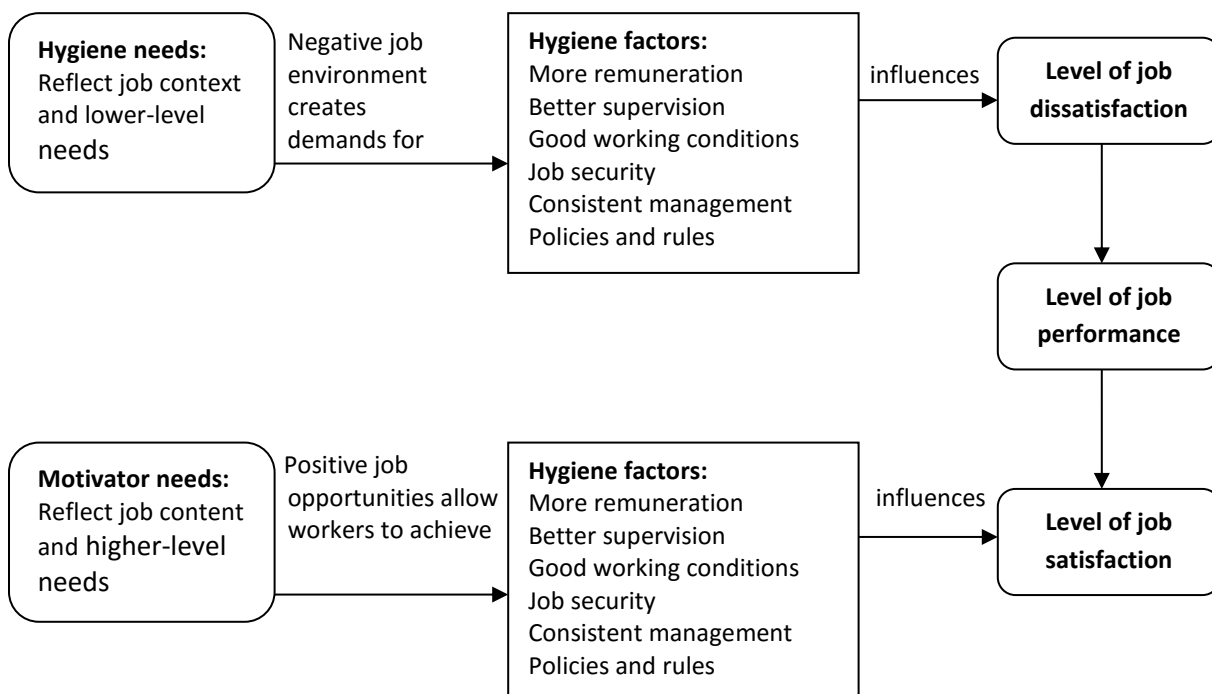 Hygiene needs:
Reflect job context
and lower-level
needs
Negative job
environment
creates
demands for
Hygiene factors:
More remuneration
Better supervision
Good working conditions
Job security
Consistent management
Policies and rules
influences
Level of job
dissatisfaction
Level of job
performance
Motivator needs:
Reflect job content
and higher-level
needs
Positive job
opportunities allow
workers to achieve
Hygiene factors:
More remuneration
Better supervision
Good working conditions
Job security
Consistent management
Policies and rules
influences
Level of job
satisfaction